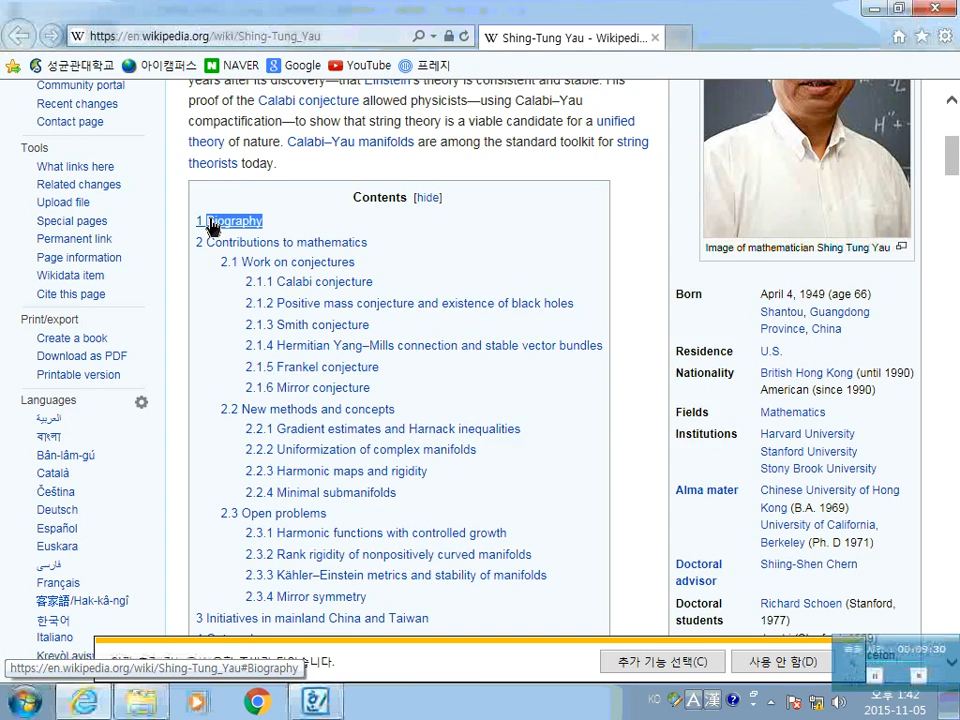 https://en.wikipedia.org/wiki/Shing-Tung_Yau
W Shing-Tung Yau - Wikipedi...
성균관대학교 아이캠퍼스 NAVER Google YouTube 프레지
years after its discovery—that Einstein's theory is consistent and stable. His
proof of the Calabi conjecture allowed physicists—using Calabi–Yau
compactification—to show that string theory is a viable candidate for a unified
theory of nature. Calabi–Yau manifolds are among the standard toolkit for string
theorists today.
Community portal
Recent changes
Contact page
Tools
What links here
Related changes
Upload file
Special pages
Permanent link
Page information
Wikidata item
Cite this page
Print/export
Create a book
Download as PDF
Printable version
Languages
العربية
বাংলা
Bân-lâm-gú
Català
Čeština
Deutsch
Español
Euskara
فارسی
Français
客家語/Hak-kâ-ngî
한국어
Italiano
Contents [hide]
1 Biography
2 Contributions to mathematics
2.1 Work on conjectures
2.1.1 Calabi conjecture
2.1.2 Positive mass conjecture and existence of black holes
2.1.3 Smith conjecture
2.1.4 Hermitian Yang–Mills connection and stable vector bundles
2.1.5 Frankel conjecture
2.1.6 Mirror conjecture
2.2 New methods and concepts
2.2.1 Gradient estimates and Harnack inequalities
2.2.2 Uniformization of complex manifolds
2.2.3 Harmonic maps and rigidity
2.2.4 Minimal submanifolds
2.3 Open problems
2.3.1 Harmonic functions with controlled growth
2.3.2 Rank rigidity of nonpositively curved manifolds
2.3.3 Kähler–Einstein metrics and stability of manifolds
2.3.4 Mirror symmetry
3 Initiatives in mainland China and Taiwan
H"+
Image of mathematician Shing Tung Yau
Born April 4, 1949 (age 66)
Shantou, Guangdong
Province, China
Residence U.S.
Nationality British Hong Kong (until 1990)
American (since 1990)
Fields Mathematics
Institutions Harvard University
Stanford University
Stony Brook University
Alma mater Chinese University of Hong
Kong (B.A. 1969)
University of California,
Berkeley (Ph. D 1971)
Doctoral advisor Shiing-Shen Chern
Doctoral students Richard Schoen (Stanford,
1977)
추가 기능 선택(C) 사용 안 함(D)
00:09:30
https://en.wikipedia.org/wiki/Shing-Tung_Yau#Biography
KO A 漢
오후 1:42
2015-11-05